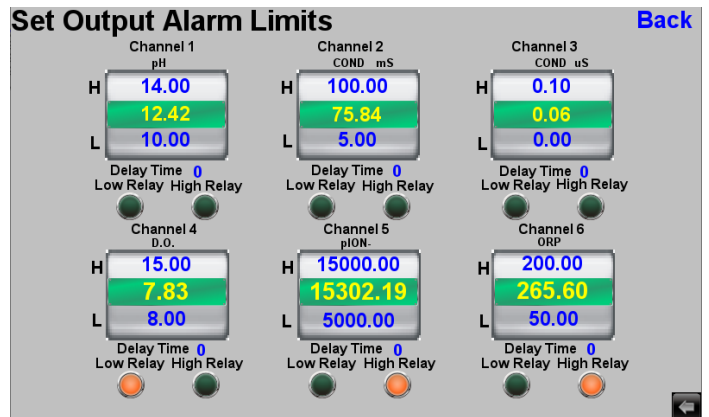 Set Output Alarm Limits Back
Channel 1 Channel 2 Channel 3
pH COND mS COND uS
H 14.00 H 100.00 H 0.10
12.42 75.84 0.06
L 10.00 L 5.00 L 0.00
Delay Time 0 Delay Time 0 Delay Time 0
Low Relay High Relay Low Relay High Relay Low Relay High Relay
Channel 4 Channel 5 Channel 6
D.O. pION- ORP
H 15.00 H 15000.00 H 200.00
7.83 15302.19 265.60
L 8.00 L 5000.00 L 50.00
Delay Time 0 Delay Time 0 Delay Time 0
Low Relay High Relay Low Relay High Relay Low Relay High Relay